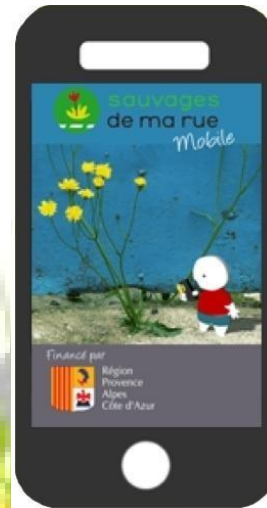 sauvages
de ma rue
Mobile
Financé par
Région
Provence
Alpes
Côte d'Azur